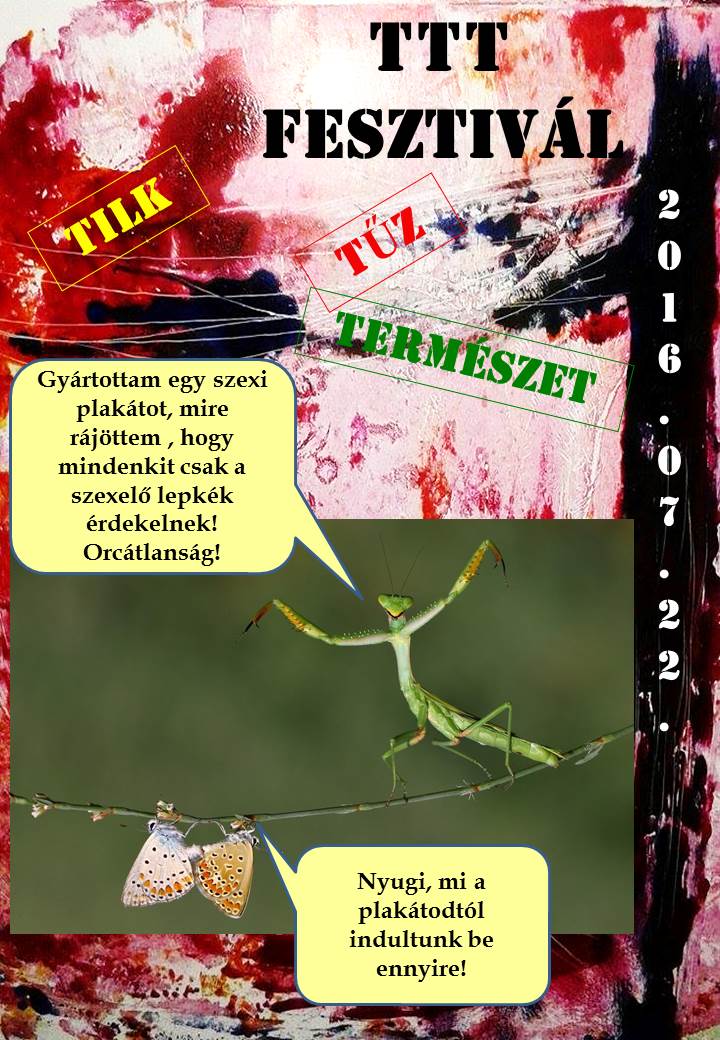 TTT
FESZTIVÁL
TILK
TŰZ
TERMÉSZET
2016.07.22.
Gyártottam egy szexi
plakátot, mire
rájöttem , hogy
mindenkit csak a
szexelő lepkék
érdekelnek!
Orcátlanság!
Nyugi, mi a
plakátodtól
indultunk be
ennyire!